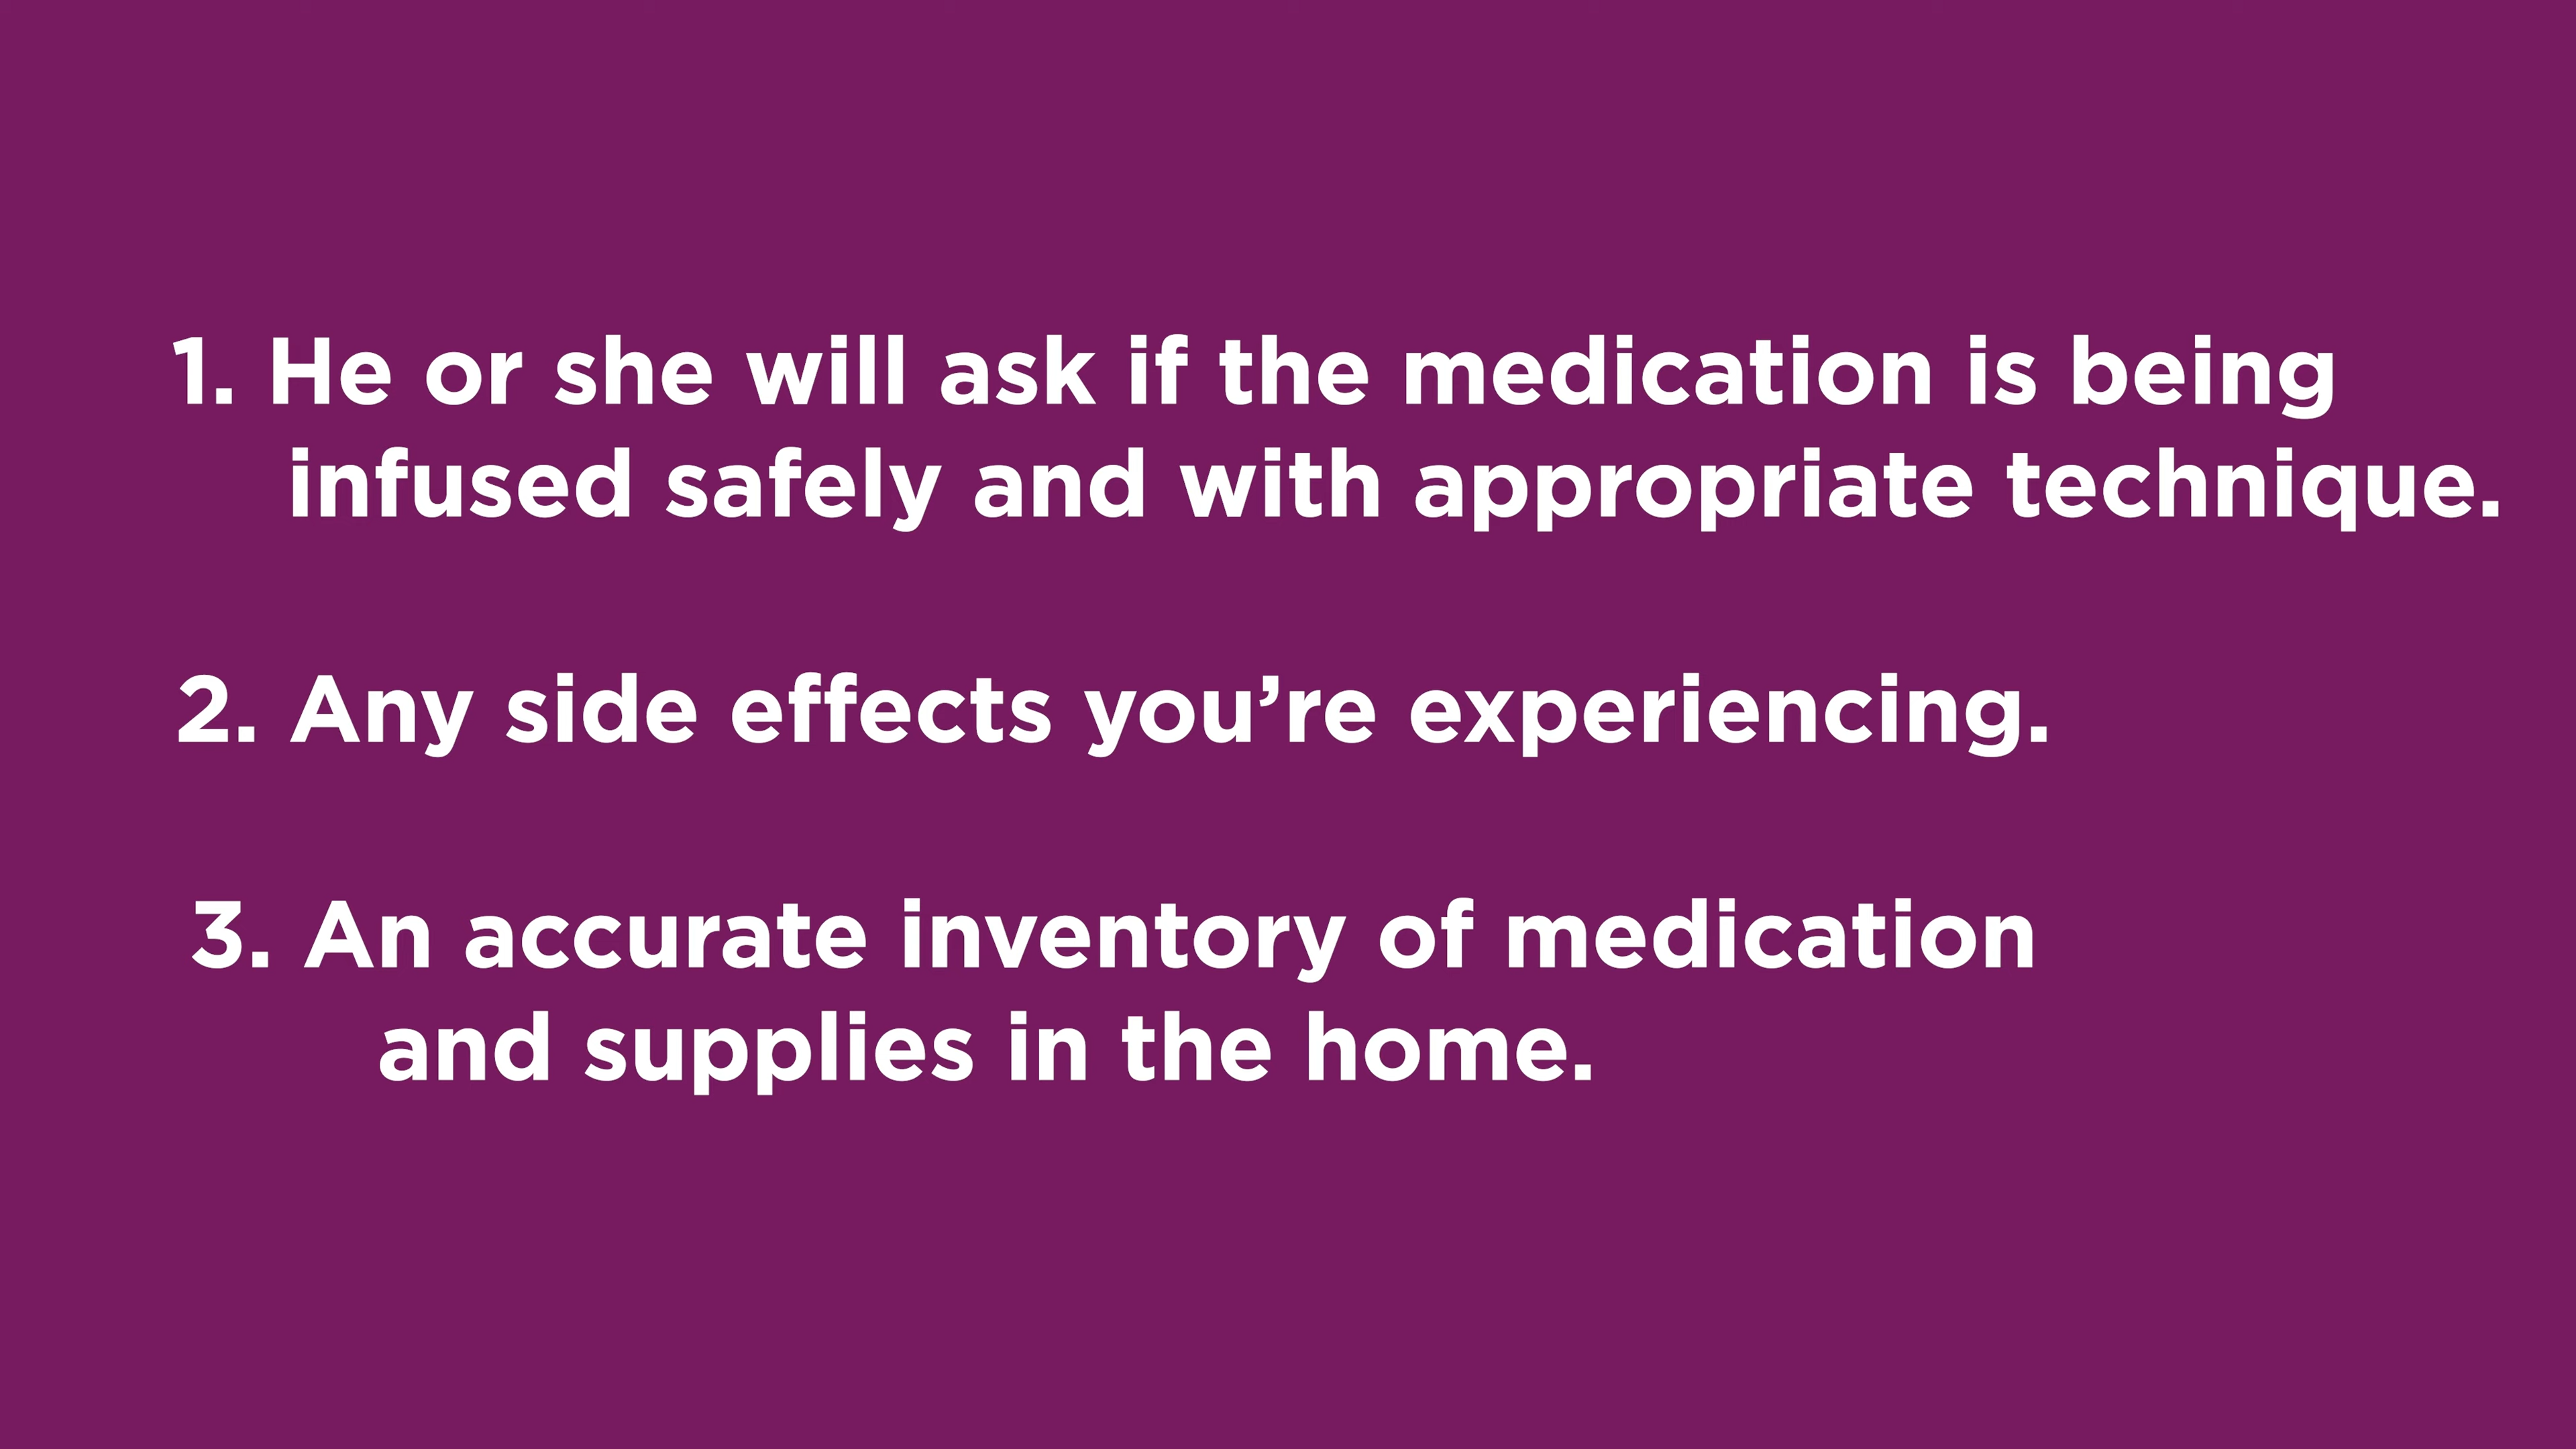 1. He or she will ask if the medication is being
infused safely and with appropriate technique.
2. Any side effects you’re experiencing.
3. An accurate inventory of medication
and supplies in the home.